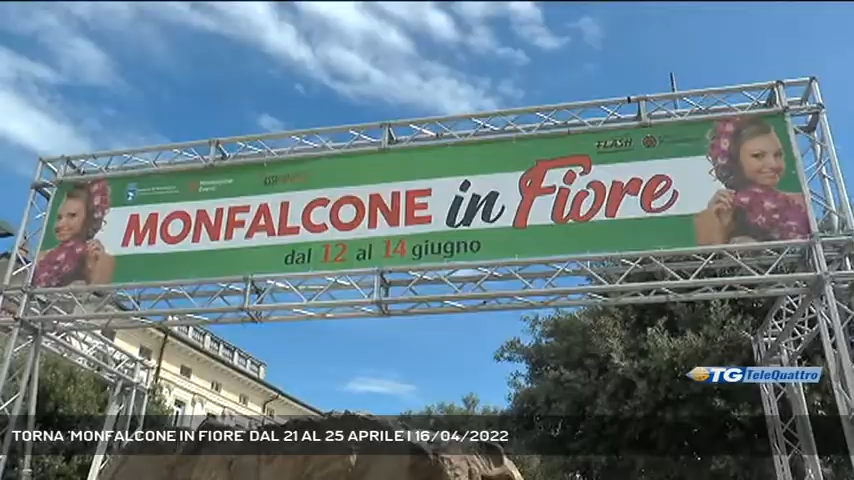 FLASH
MONFALCONE in Fiore
dal 12 al 14 giugno
TG TeleQuattro
TORNA 'MONFALCONE IN FIORE' DAL 21 AL 25 APRILE | 16/04/2022